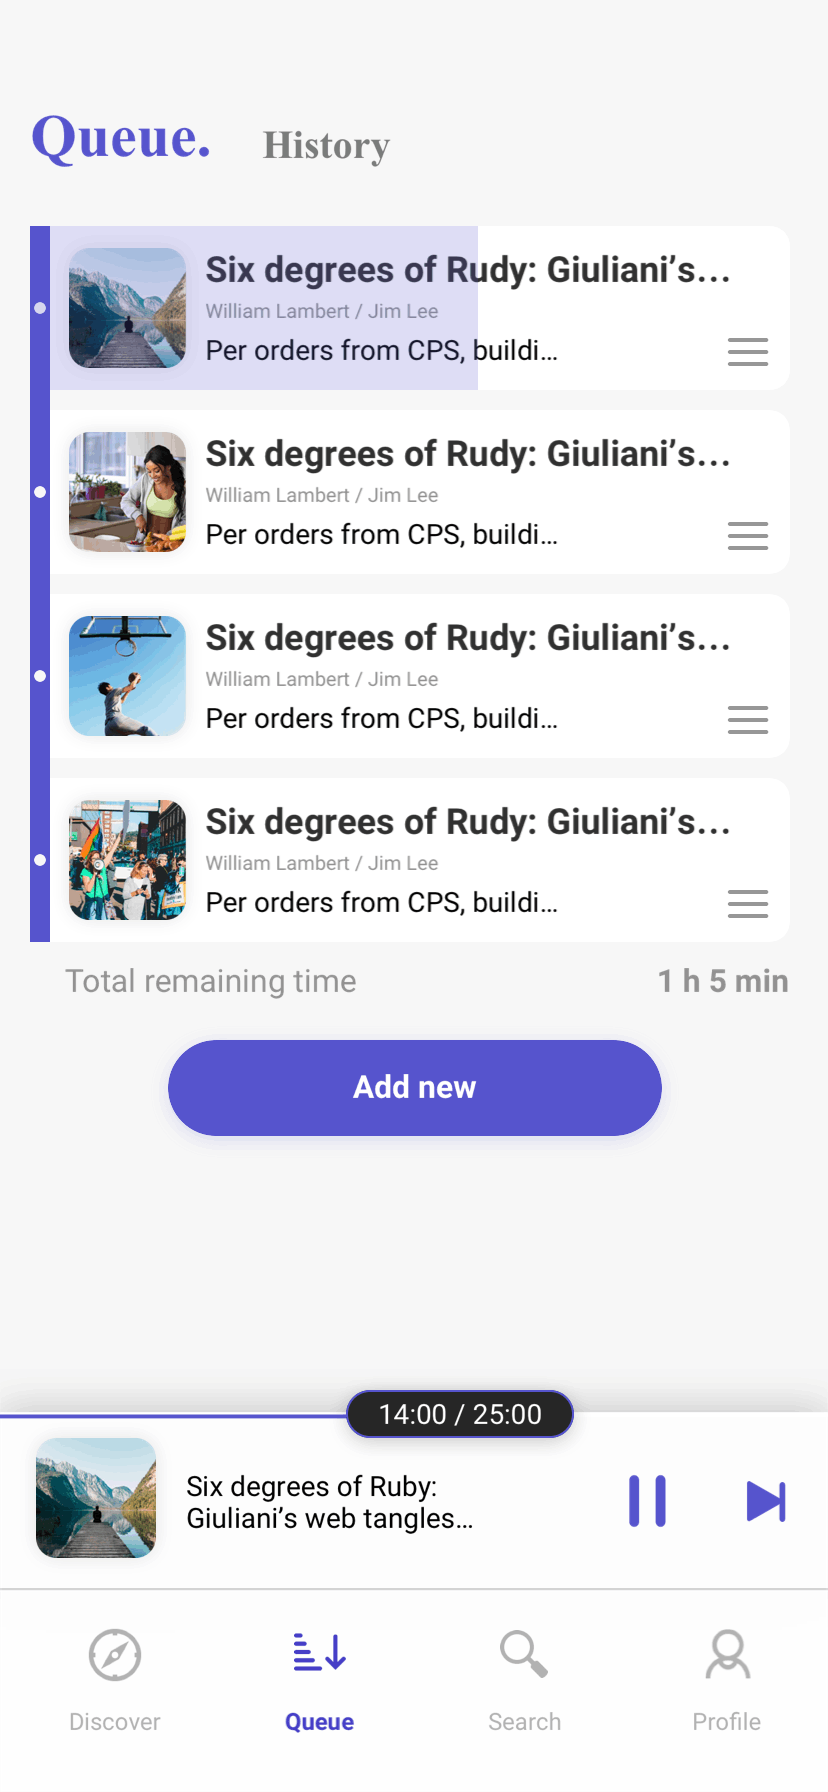 Queue. History
Six degrees of Rudy: Giuliani’s...
William Lambert / Jim Lee
Per orders from CPS, buildi...
Six degrees of Rudy: Giuliani’s...
William Lambert / Jim Lee
Per orders from CPS, buildi...
Six degrees of Rudy: Giuliani’s...
William Lambert / Jim Lee
Per orders from CPS, buildi...
Six degrees of Rudy: Giuliani’s...
William Lambert / Jim Lee
Per orders from CPS, buildi...
Total remaining time 1 h 5 min
Add new
14:00 / 25:00
Six degrees of Ruby:
Giuliani’s web tangles...
Discover Queue Search Profile